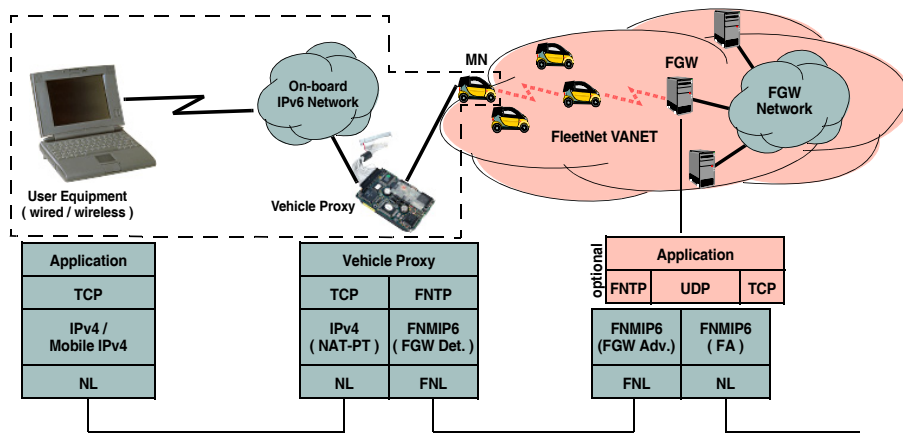 MN
FGW
On-board
IPv6 Network
FGW
Network
FleetNet VANET
User Equipment
( wired / wireless )
Vehicle Proxy
Application
TCP
IPv4 /
Mobile IPv4
NL
Vehicle Proxy
TCP
FNTP
IPv4
( NAT-PT )
FNMIP6
( FGW Det. )
NL
FNL
optional
Application
FNTP
UDP
TCP
FNMIP6
(FGW Adv.)
FNMIP6
( FA )
FNL
NL